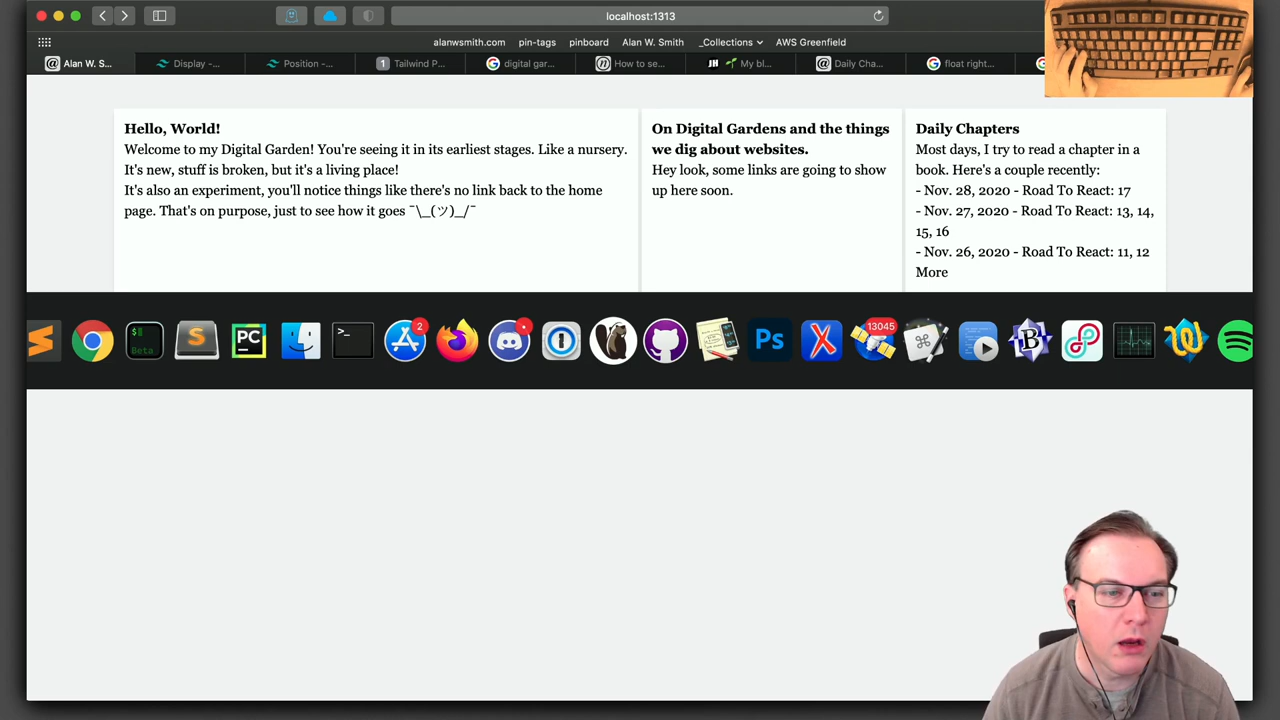 localhost:1313
alanwsmith.com pin-tags pinboard Alan W. Smith _Collections AWS Greenfield
@ Alan W. S... Display -... Position -... 1 Tailwind P... digital gar... How to se... JH My bl... @ Daily Cha... float right...
Hello, World!
Welcome to my Digital Garden! You're seeing it in its earliest stages. Like a nursery.
It's new, stuff is broken, but it's a living place!
It's also an experiment, you'll notice things like there's no link back to the home
page. That's on purpose, just to see how it goes ¯\_(ツ)_/¯
On Digital Gardens and the things
we dig about websites.
Hey look, some links are going to show
up here soon.
Daily Chapters
Most days, I try to read a chapter in a
book. Here's a couple recently:
- Nov. 28, 2020 - Road To React: 17
- Nov. 27, 2020 - Road To React: 13, 14,
15, 16
- Nov. 26, 2020 - Road To React: 11, 12
More
$ Beta S PC >_ 2 1 Ps X 13045 B